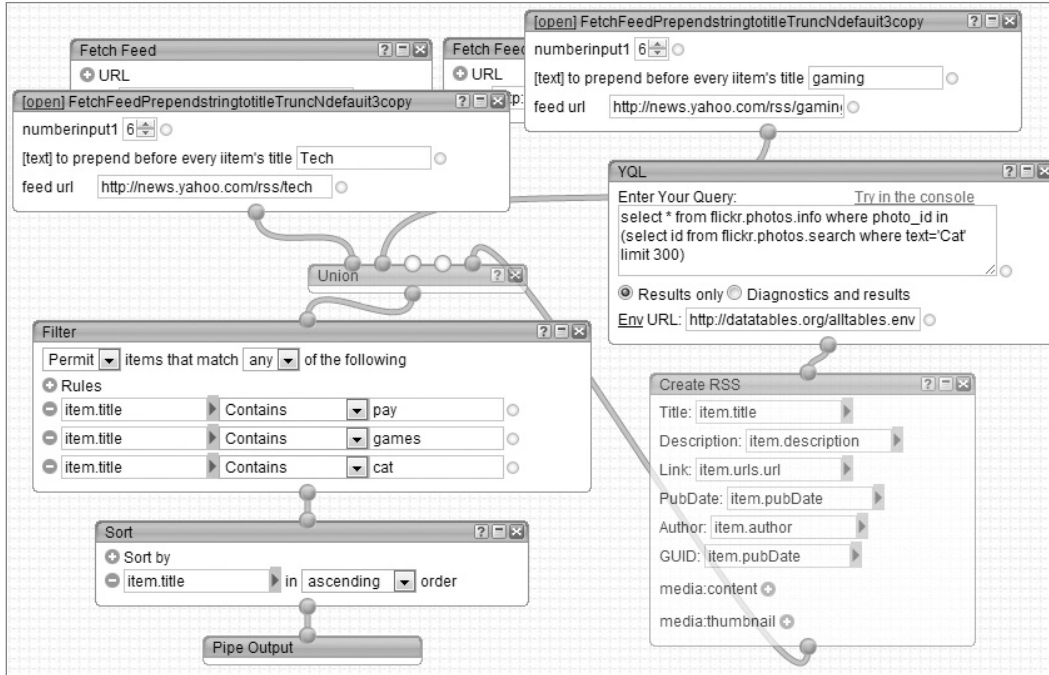 [open] FetchFeedPrependstringtotitleTruncNdefauit3copy
numberinput1 6
[text] to prepend before every iitem's title gaming
feed url http://news.yahoo.com/rss/gaming
Fetch Feed
URL
Fetch Feed
URL
[open] FetchFeedPrependstringtotitleTruncNdefauit3copy
numberinput1 6
[text] to prepend before every iitem's title Tech
feed url http://news.yahoo.com/rss/tech
YQL
Enter Your Query: Try in the console
select * from flickr.photos.info where photo_id in
(select id from flickr.photos.search where text='Cat'
limit 300)
Results only Diagnostics and results
Env URL: http://datatables.org/alltables.env
Union
Filter
Permit items that match any of the following
Rules
item.title Contains pay
item.title Contains games
item.title Contains cat
Sort
Sort by
item.title in ascending order
Pipe Output
Create RSS
Title: item.title
Description: item.description
Link: item.urls.url
PubDate: item.pubDate
Author: item.author
GUID: item.pubDate
media:content
media:thumbnail